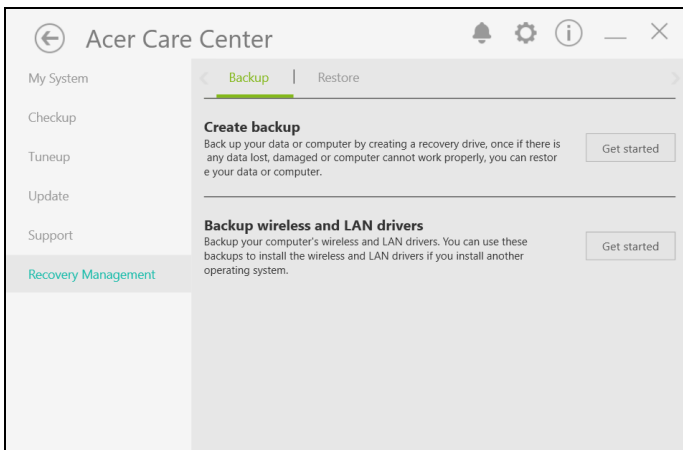 Acer Care Center
My System
Checkup
Tuneup
Update
Support
Recovery Management
Backup | Restore
Create backup
Back up your data or computer by creating a recovery drive, once if there is
any data lost, damaged or computer cannot work properly, you can restor
e your data or computer.
Get started
Backup wireless and LAN drivers
Backup your computer's wireless and LAN drivers. You can use these
backups to install the wireless and LAN drivers if you install another
operating system.
Get started